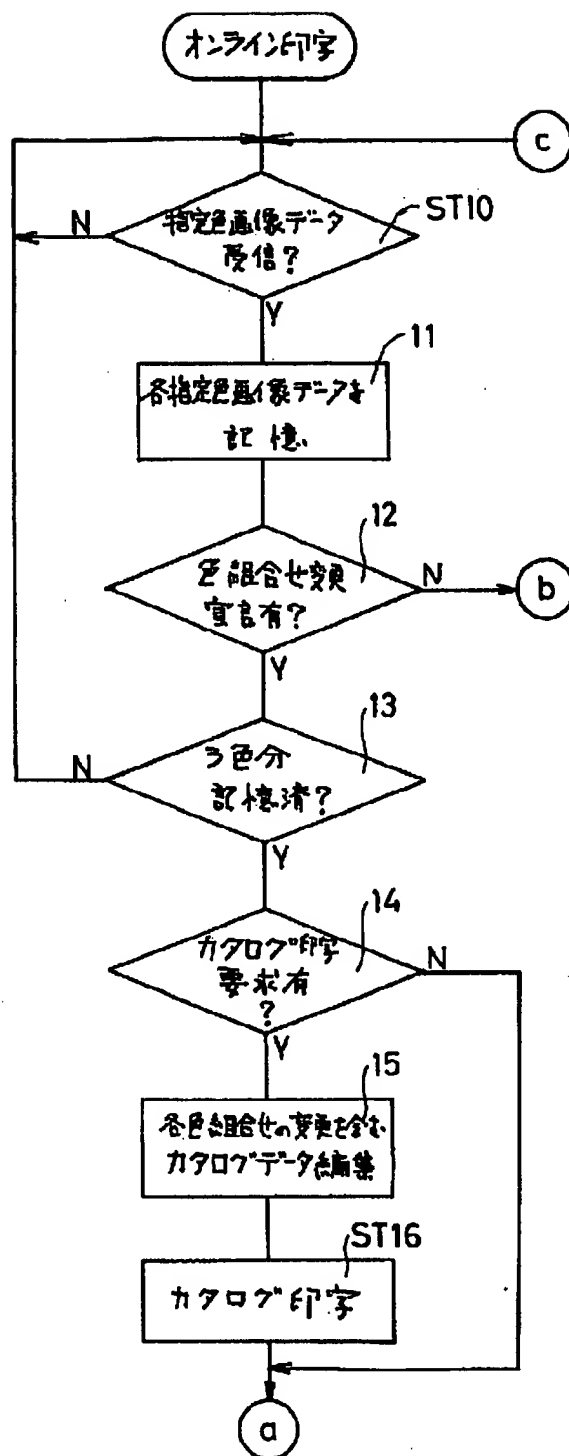 オンライン印字
c
指定色画像データ
受信?
ST10
N
Y
11
各指定色画像データを
記憶
12
色組合せ変更
宣言有?
N
b
Y
13
3色分
記憶済?
N
Y
14
カタログ印字
要求有
?
N
Y
15
各色組合せの変更を含む
カタログデータ編集
ST16
カタログ印字
a